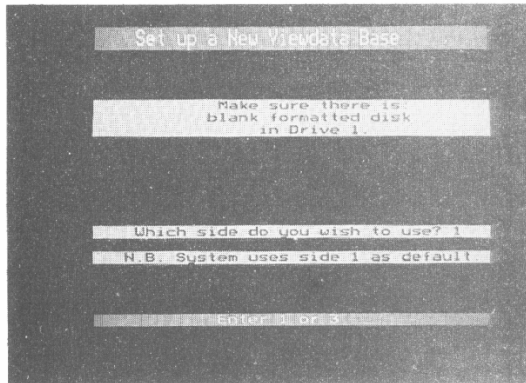 Set up a New Viewdata Base
Make sure there is
blank formatted disk
in Drive 1.
Which side do you wish to use? 1
N.B. System uses side 1 as default
Enter 1 or 3